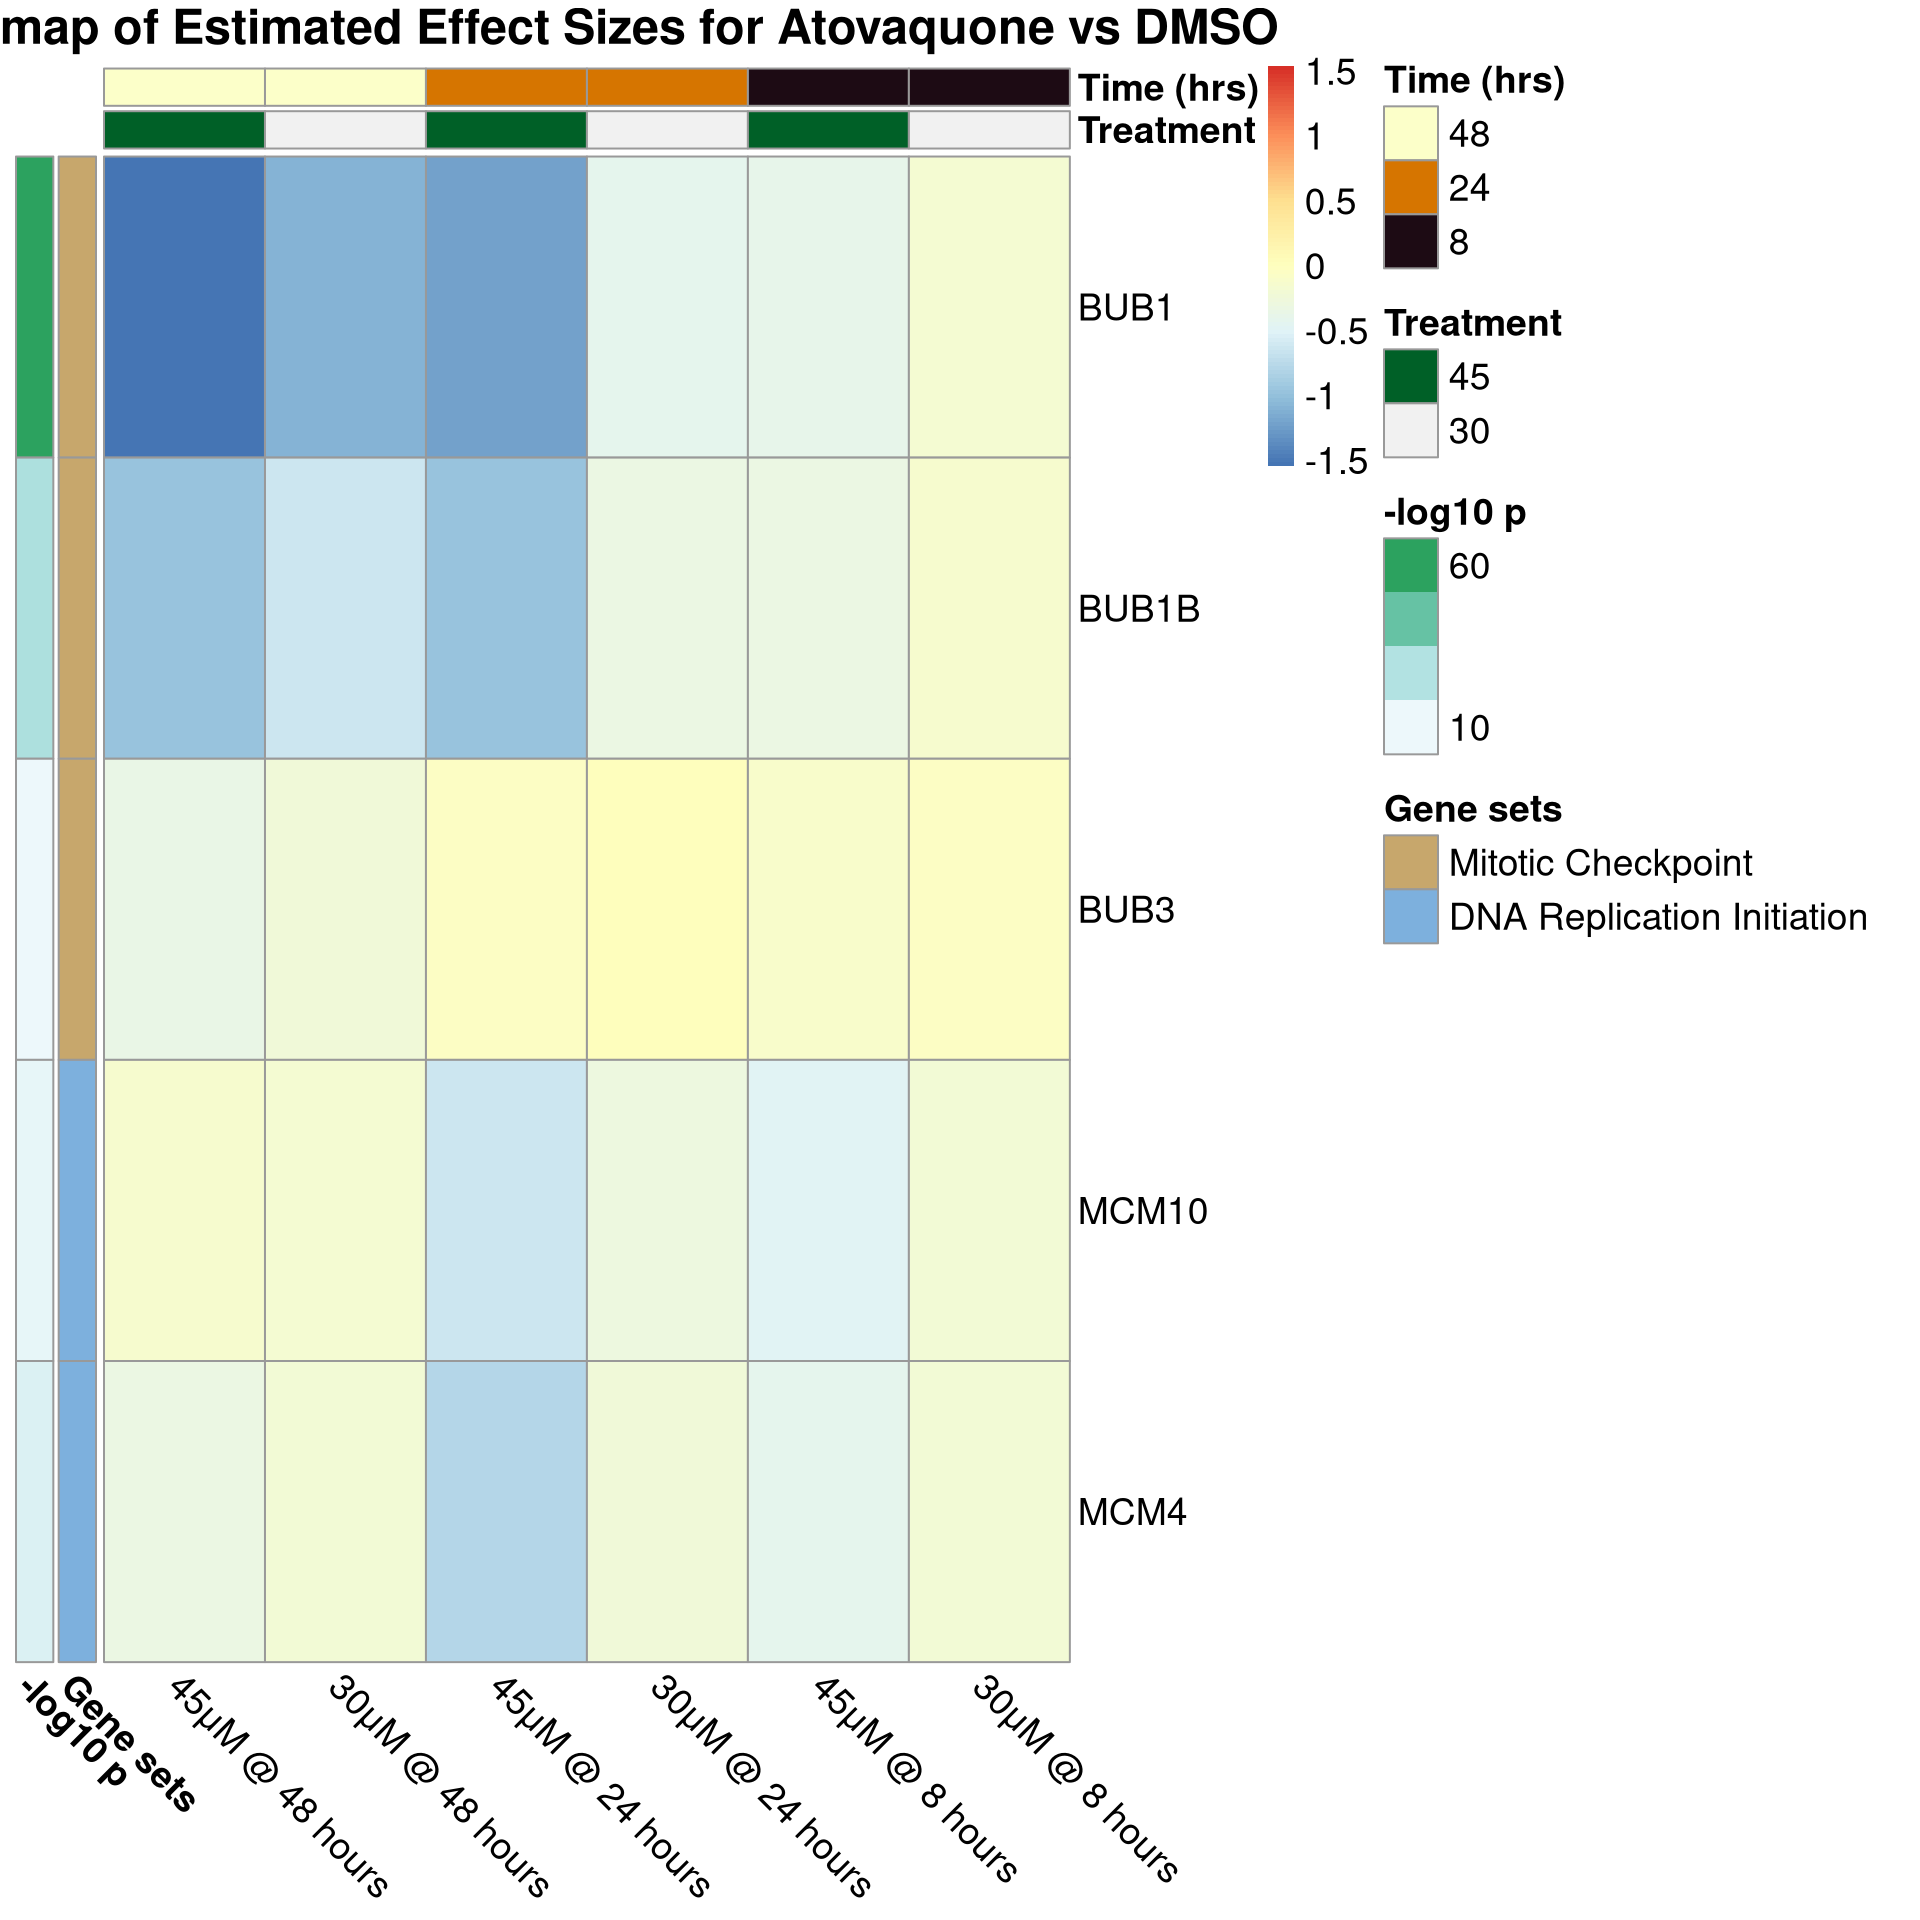 map of Estimated Effect Sizes for Atovaquone vs DMSO
Time (hrs)
Treatment
1.5
1
0.5
0
-0.5
-1
-1.5
Time (hrs)
48
24
8
Treatment
45
30
-log10 p
60
10
Gene sets
Mitotic Checkpoint
DNA Replication Initiation
BUB1
BUB1B
BUB3
MCM10
MCM4
-log10 p
Gene sets
45µM @ 48 hours
30µM @ 48 hours
45µM @ 24 hours
30µM @ 24 hours
45µM @ 8 hours
30µM @ 8 hours